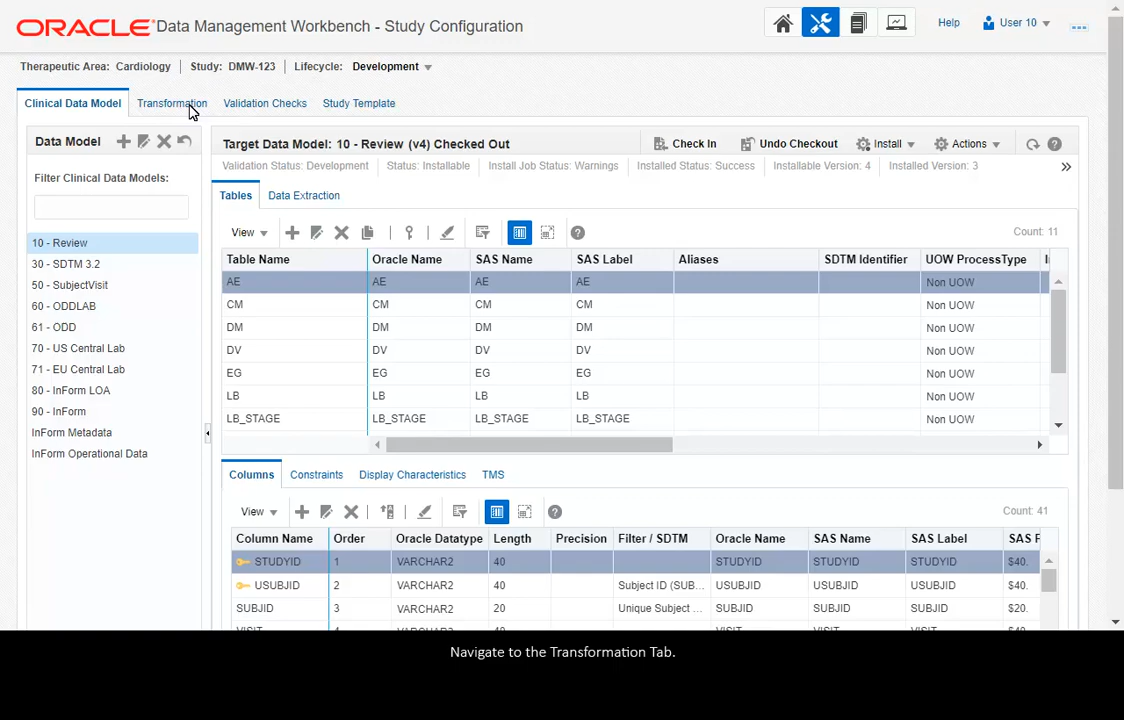 ORACLE Data Management Workbench - Study Configuration Help User 10
Therapeutic Area: Cardiology Study: DMW-123 Lifecycle: Development
Clinical Data Model Transformation Validation Checks Study Template
Data Model
Filter Clinical Data Models:
10 - Review
30 - SDTM 3.2
50 - SubjectVisit
60 - ODDLAB
61 - ODD
70 - US Central Lab
71 - EU Central Lab
80 - InForm LOA
90 - InForm
InForm Metadata
InForm Operational Data
Target Data Model: 10 - Review (v4) Checked Out Check In Undo Checkout Install Actions
Validation Status: Development Status: Installable Install Job Status: Warnings Installed Status: Success Installable Version: 4 Installed Version: 3
Tables Data Extraction
View Count: 11
Table Name Oracle Name SAS Name SAS Label Aliases SDTM Identifier UOW ProcessType
AE AE AE AE Non UOW
CM CM CM CM Non UOW
DM DM DM DM Non UOW
DV DV DV DV Non UOW
EG EG EG EG Non UOW
LB LB LB LB Non UOW
LB_STAGE LB_STAGE LB_STAGE LB_STAGE Non UOW
Columns Constraints Display Characteristics TMS
View Count: 41
Column Name Order Oracle Datatype Length Precision Filter / SDTM Oracle Name SAS Name SAS Label SAS F
STUDYID 1 VARCHAR2 40 STUDYID STUDYID STUDYID $40.
USUBJID 2 VARCHAR2 40 Subject ID (SUB... USUBJID USUBJID USUBJID $40.
SUBJID 3 VARCHAR2 20 Unique Subject ... SUBJID SUBJID SUBJID $20.
VISIT 4 VARCHAR2 40 VISIT VISIT VISIT $40.
Navigate to the Transformation Tab.